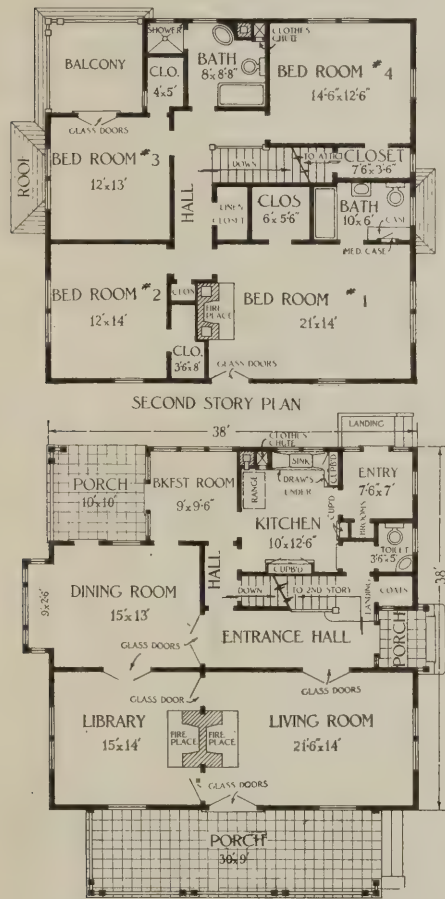 SHOWER
CLOTHES
CHUTE
BATH
8'x8'-8"
BALCONY
CLO.
4'x5'
BED ROOM #4
14'-6"x12'-6"
GLASS DOORS
ROOF
BED ROOM #3
12'x13'
HALL
DOWN
TO ATTIC
CLOSET
7'6"x3'-6"
LINEN
CLOSET
CLOS
6'x5'6"
BATH
10'x6'
CASE
MED. CASE
BED ROOM #2
12'x14'
CLOS
FIRE
PLACE
BED ROOM #1
21'x14'
CLO.
3'6"x8'
GLASS DOORS
SECOND STORY PLAN
38'
LANDING
CLOTHES
CHUTE
PORCH
10'x10'
BKFST ROOM
9'x9'-6"
RANGE
SINK
DRAW'S
UNDER
CUPB'D
ENTRY
7'-6"x7'
KITCHEN
10'x12'6"
CUPB'D
BROOMS
TOILET
3'6"x5'
CUPB'D
HALL
9'x2'-6"
DINING ROOM
15'x13'
DOWN
TO 2ND STORY
LANDING
COATS
ENTRANCE HALL
PORCH
38'
GLASS DOORS
GLASS DOOR
GLASS DOORS
LIBRARY
15'x14'
FIRE
PLACE
FIRE
PLACE
LIVING ROOM
21'6"x14'
GLASS DOORS
PORCH
30'x9'